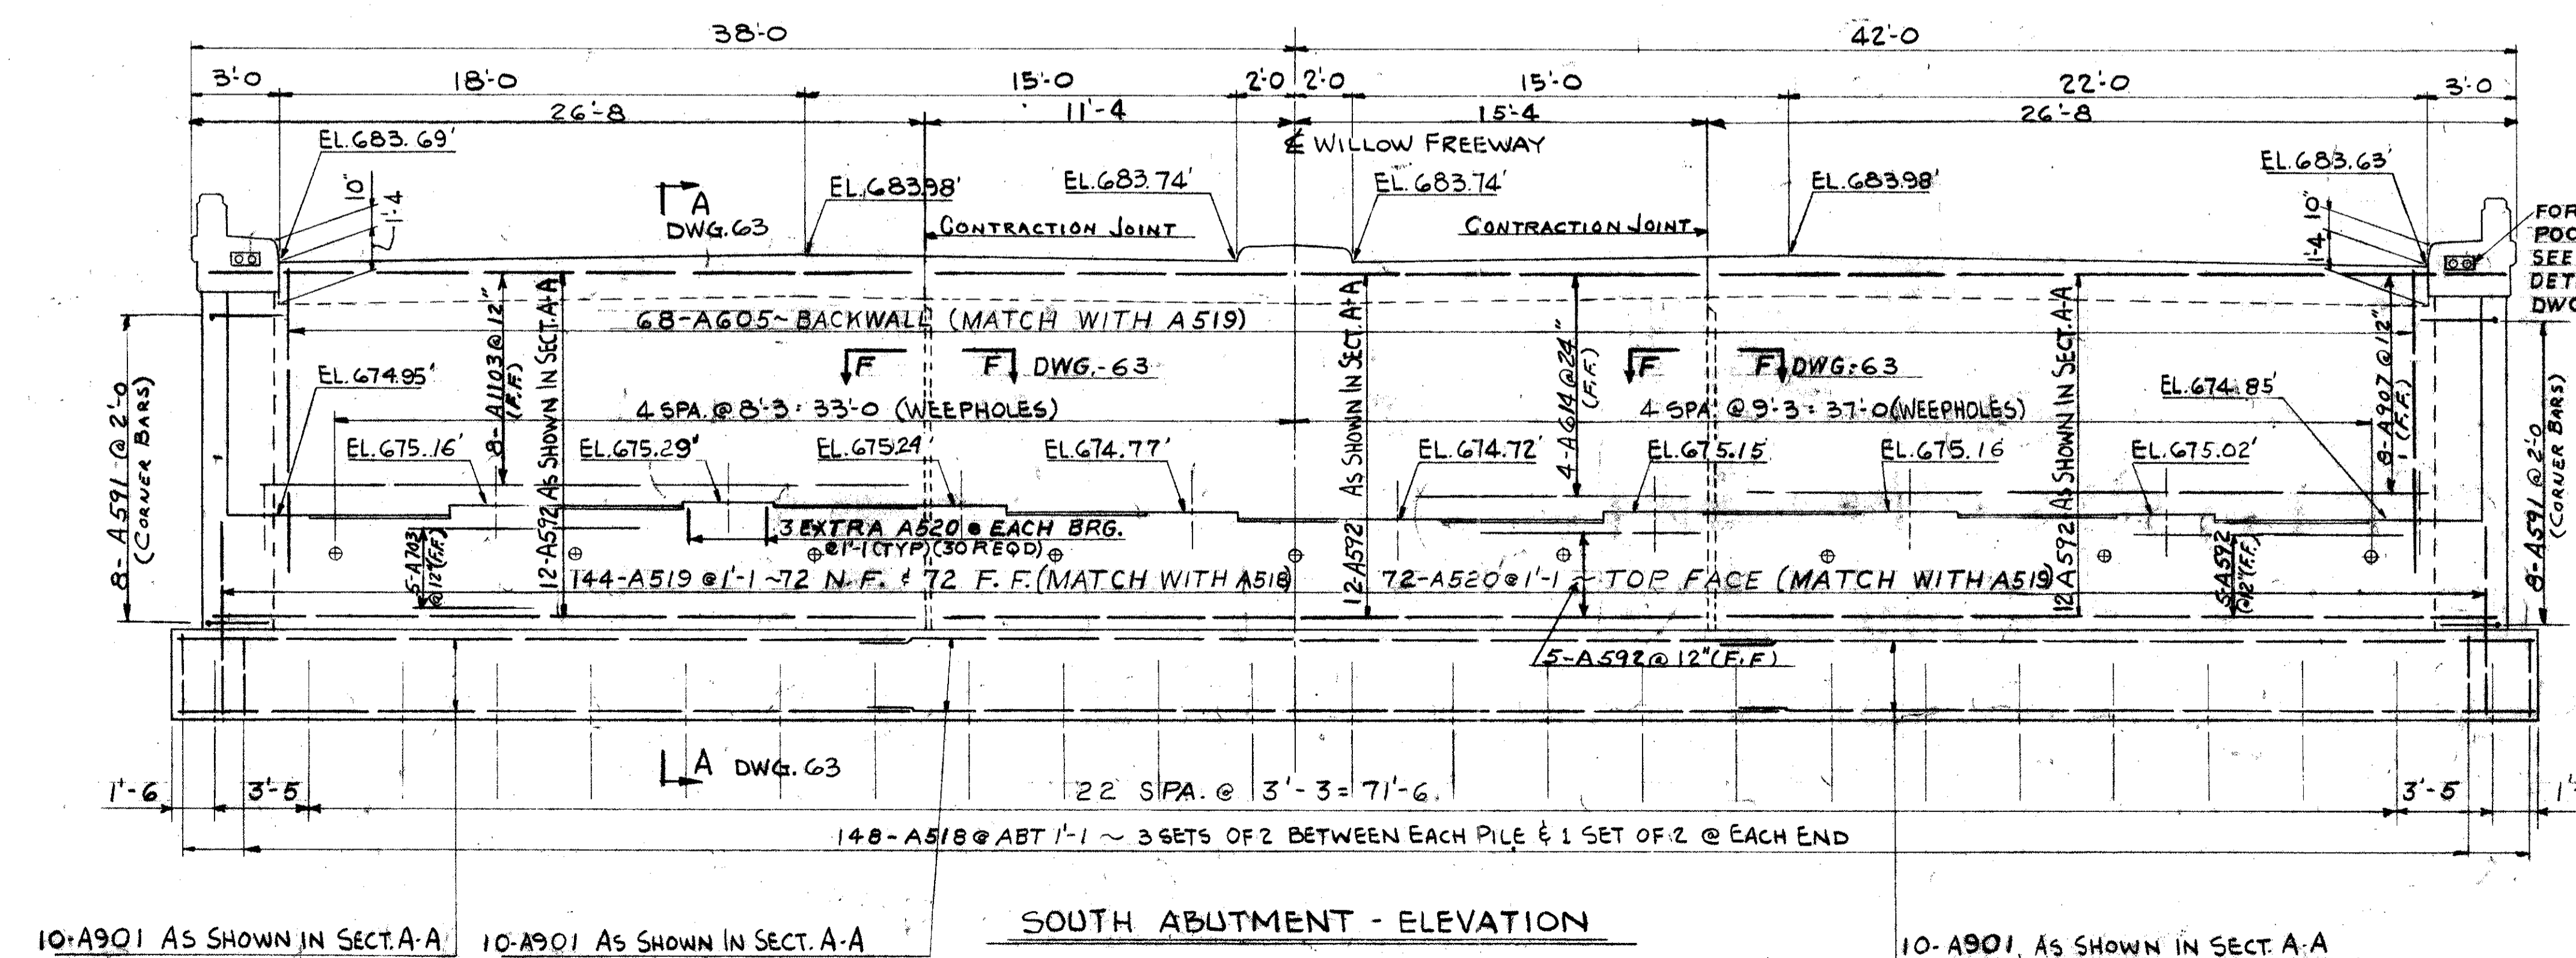 38'-0 42'-0
3'-0 18'-0 15'-0 2'-0 2'-0 15'-0 22'-0 3'-0
26'-8 11'-4 15'-4 26'-8
℄ WILLOW FREEWAY
EL.683.69' EL.683.63'
10" 1'-4
A
DWG.63
EL.683.98' EL.683.74' EL.683.74' EL.683.98'
CONTRACTION JOINT CONTRACTION JOINT
10" 1'-4
FOR
POC
SEE
DET
DWG
68-A605~BACKWALL (MATCH WITH A519)
8-A1103@12"
(F.F.)
12-A592 AS SHOWN IN SECT.A-A
F F DWG.-63
12-A592 AS SHOWN IN SECT.A-A
4-A614@24"
(F.F.)
F F DWG.-63
12-A592 AS SHOWN IN SECT.A-A
8-A907@12"
(F.F.)
EL.674.95' EL.674.85'
4 SPA. @ 8'-3 = 33'-0 (WEEPHOLES) 4 SPA. @ 9'-3 = 37'-0 (WEEPHOLES)
8-A591 @ 2'-0
(CORNER BARS)
8-A591 @ 2'-0
(CORNER BARS)
EL.675.16' EL.675.29' EL.675.24' EL.674.77' EL.674.72' EL.675.15' EL.675.16 EL.675.02'
3 EXTRA A520 @ EACH BRG.
@1'-1 (TYP)(30 REQD)
5-A703
@12"(F.F.)
5-A592
@12"(F.F.)
144-A519 @ 1'-1 ~72 N.F. & 72 F.F. (MATCH WITH A518) 72-A520 @ 1'-1 ~ TOP FACE (MATCH WITH A519)
5-A592@12"(F.F)
A DWG.63
1'-6 3'-5 22 SPA. @ 3'-3 = 71'-6 3'-5
148-A518 @ ABT 1'-1 ~ 3 SETS OF 2 BETWEEN EACH PILE & 1 SET OF 2 @ EACH END
SOUTH ABUTMENT - ELEVATION
10-A901 AS SHOWN IN SECT. A-A 10-A901 AS SHOWN IN SECT. A-A 10-A901, AS SHOWN IN SECT. A-A